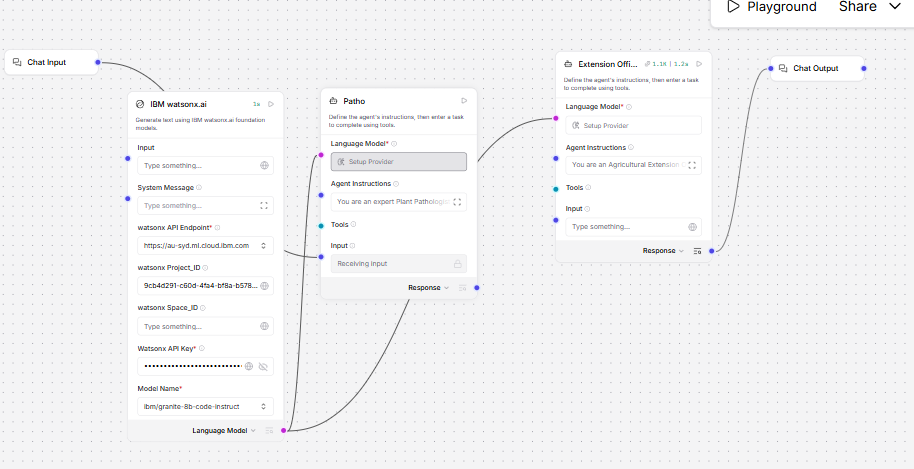 Playground
Share
Chat Input
IBM watsonx.ai
1s
Generate text using IBM watsonx.ai foundation
models.
Input
Type something...
System Message
Type something...
watsonx API Endpoint*
https://au-syd.ml.cloud.ibm.com
watsonx Project_ID
9cb4d291-c60d-4fa4-bf8a-b578...
watsonx Space_ID
Type something...
Watsonx API Key*
••••••••••••••••••••••••
Model Name*
ibm/granite-8b-code-instruct
Language Model
Patho
Define the agent's instructions, then enter a task
to complete using tools.
Language Model*
Setup Provider
Agent Instructions
You are an expert Plant Pathologis
Tools
Input
Receiving input
Response
Extension Offi...
1.1K | 1.2s
Define the agent's instructions, then enter a task
to complete using tools.
Language Model*
Setup Provider
Agent Instructions
You are an Agricultural Extension
Tools
Input
Type something...
Response
Chat Output